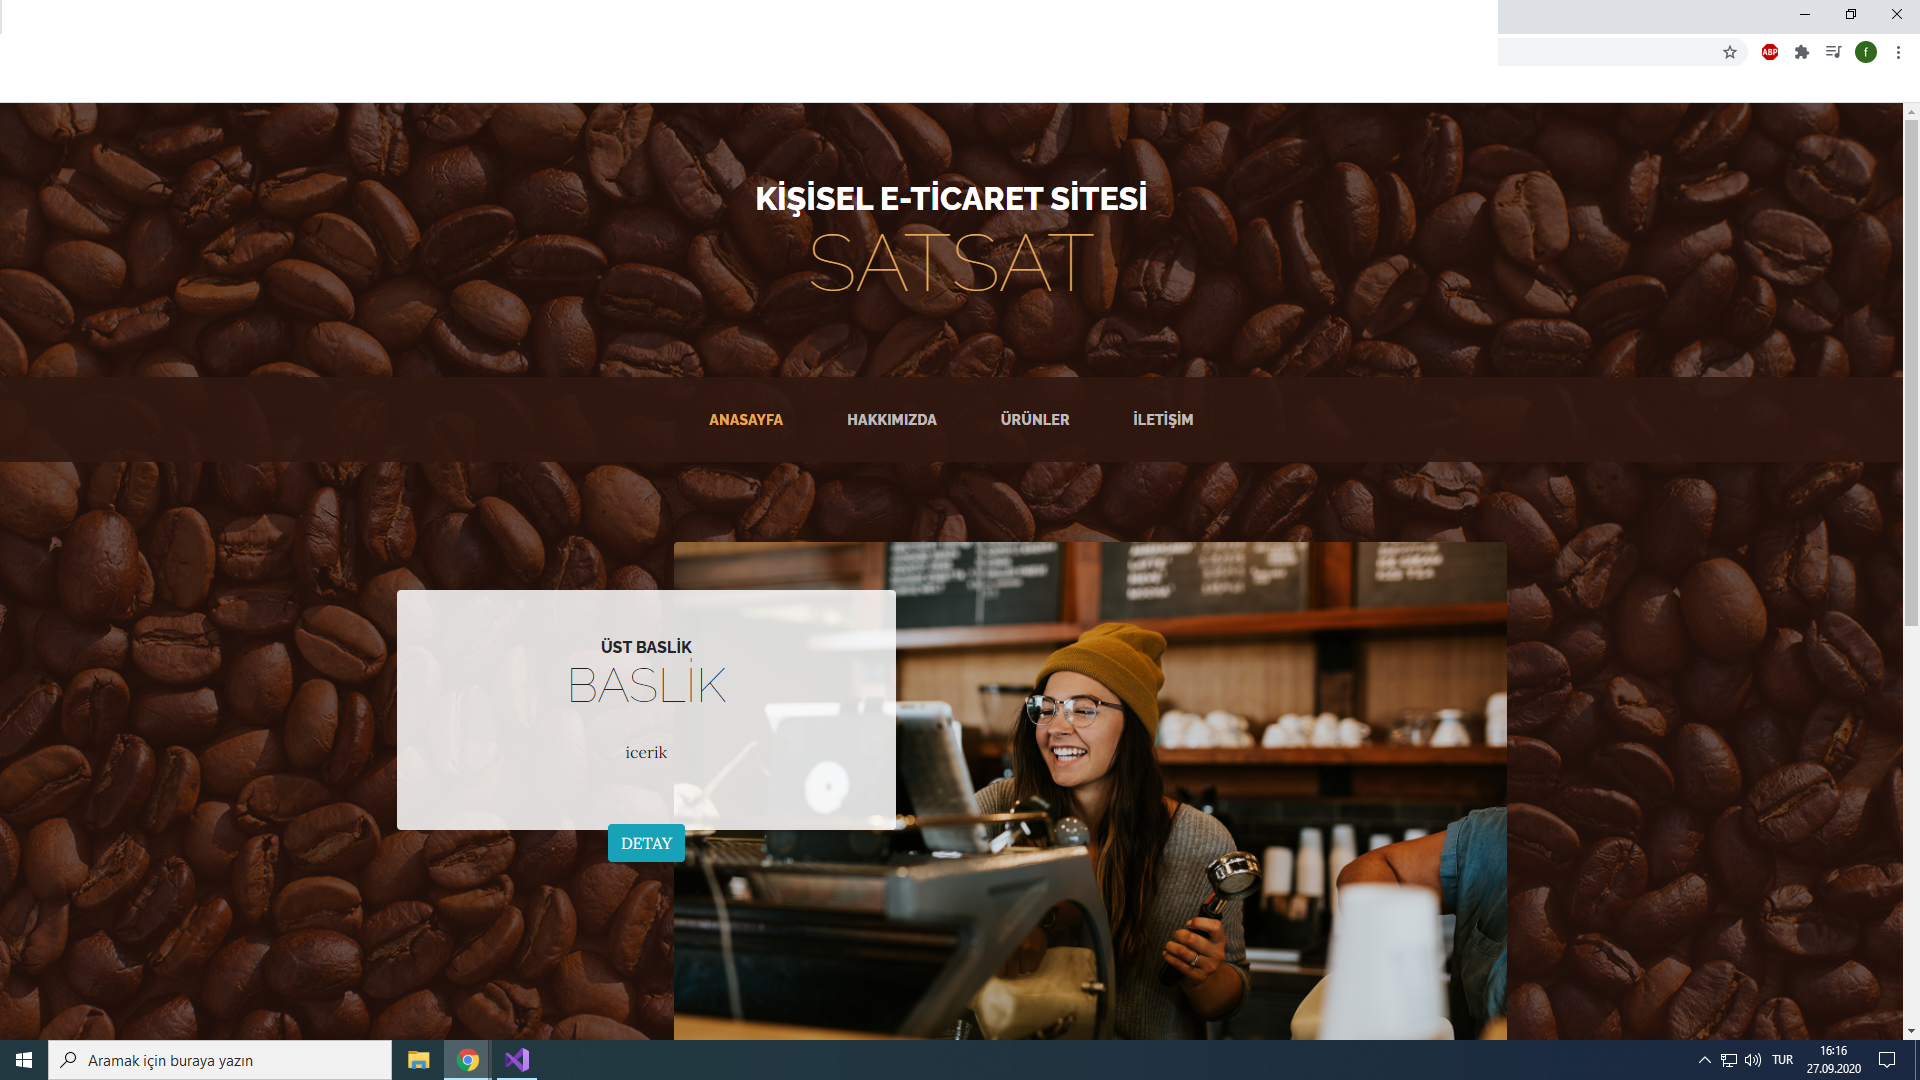 ABP
f
KİŞİSEL E-TİCARET SİTESİ
SATSAT
ANASAYFA
HAKKIMIZDA
ÜRÜNLER
İLETİŞİM
ÜST BASLİK
BASLİK
icerik
DETAY
Aramak için buraya yazın
TUR
16:16
27.09.2020